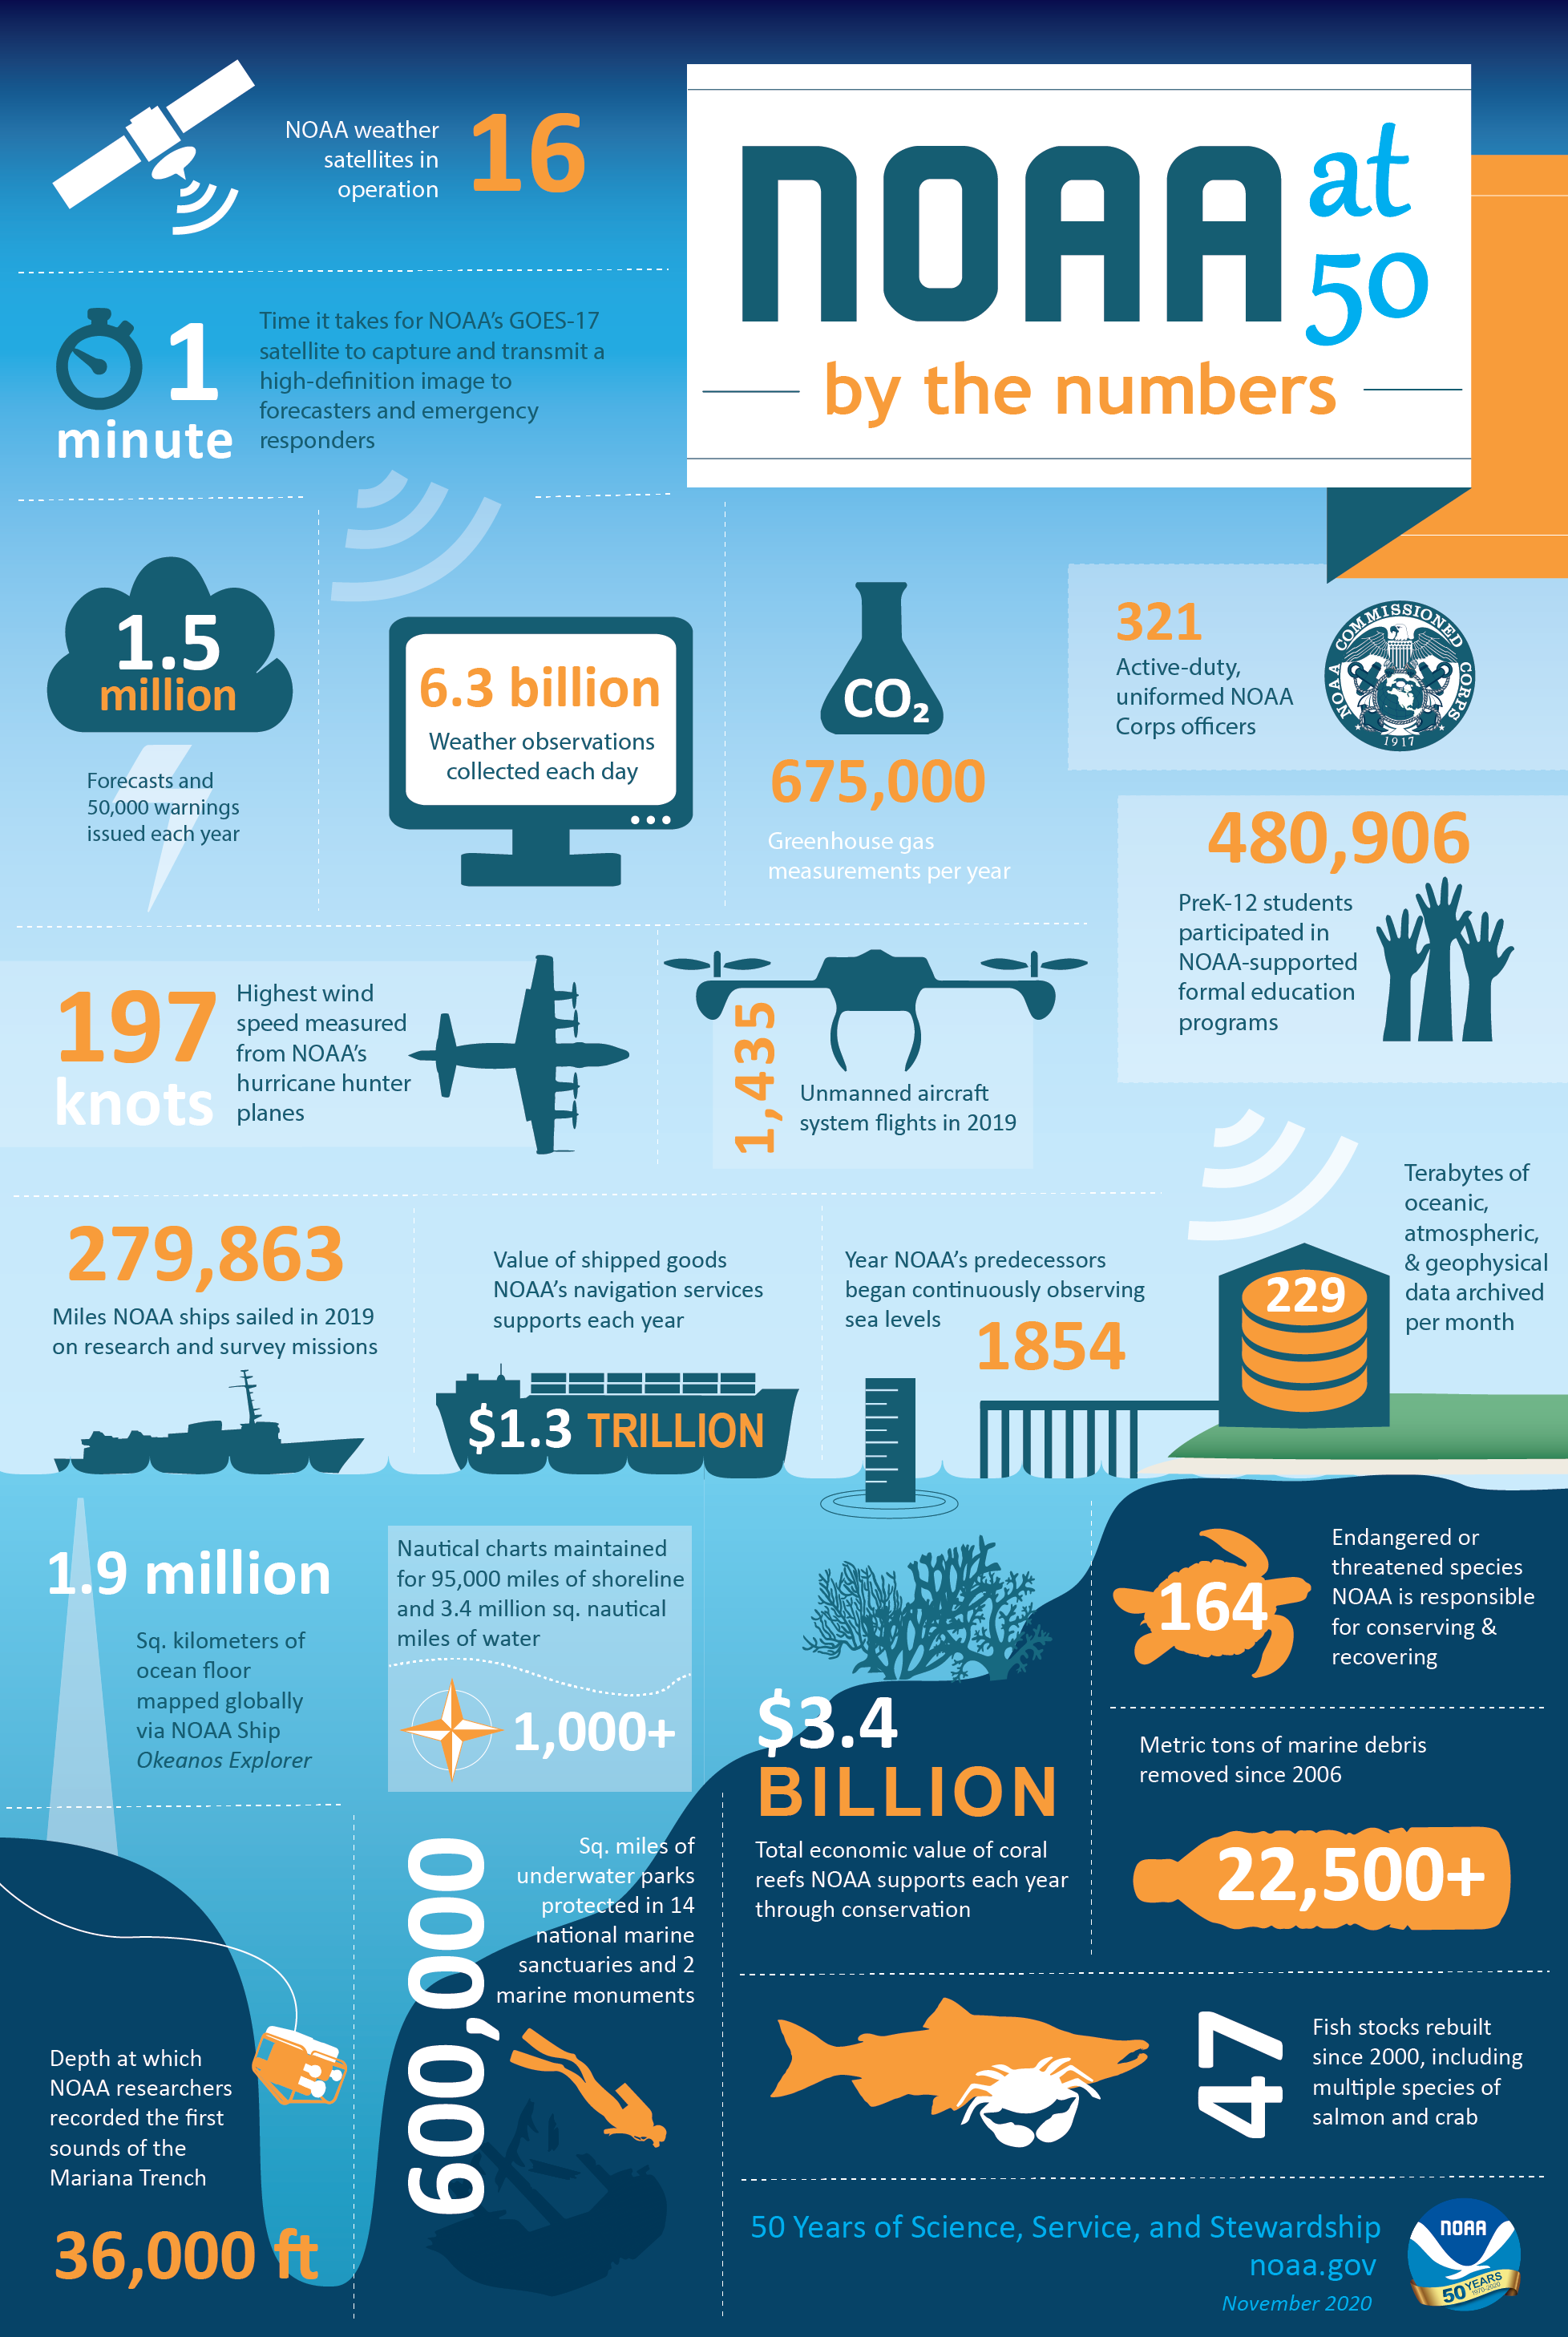 NOAA weather
satellites in
operation
16
NOAA at
50
by the numbers
1
minute
Time it takes for NOAA's GOES-17
satellite to capture and transmit a
high-definition image to
forecasters and emergency
responders
1.5
million
Forecasts and
50,000 warnings
issued each year
6.3 billion
Weather observations
collected each day
CO₂
675,000
Greenhouse gas
measurements per year
321
Active-duty,
uniformed NOAA
Corps officers
NOAA COMMISSIONED CORPS
1917
480,906
PreK-12 students
participated in
NOAA-supported
formal education
programs
197
knots
Highest wind
speed measured
from NOAA's
hurricane hunter
planes
1,435
Unmanned aircraft
system flights in 2019
279,863
Miles NOAA ships sailed in 2019
on research and survey missions
Value of shipped goods
NOAA's navigation services
supports each year
$1.3 TRILLION
Year NOAA's predecessors
began continuously observing
sea levels
1854
229
Terabytes of
oceanic,
atmospheric,
& geophysical
data archived
per month
1.9 million
Sq. kilometers of
ocean floor
mapped globally
via NOAA Ship
Okeanos Explorer
Nautical charts maintained
for 95,000 miles of shoreline
and 3.4 million sq. nautical
miles of water
1,000+
$3.4
BILLION
Total economic value of coral
reefs NOAA supports each year
through conservation
164
Endangered or
threatened species
NOAA is responsible
for conserving &
recovering
Metric tons of marine debris
removed since 2006
22,500+
Depth at which
NOAA researchers
recorded the first
sounds of the
Mariana Trench
36,000 ft
600,000
Sq. miles of
underwater parks
protected in 14
national marine
sanctuaries and 2
marine monuments
47
Fish stocks rebuilt
since 2000, including
multiple species of
salmon and crab
50 Years of Science, Service, and Stewardship
noaa.gov
November 2020
NOAA
50 YEARS
1970-2020